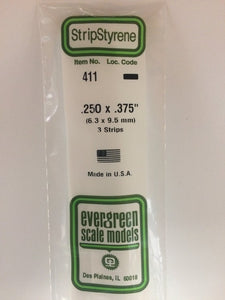 StripStyrene
Item No. Loc. Code
411
.250 x .375"
(6.3 x 9.5 mm)
3 Strips
Made in U.S.A.
evergreen
scale models
Des Plaines, IL 60018